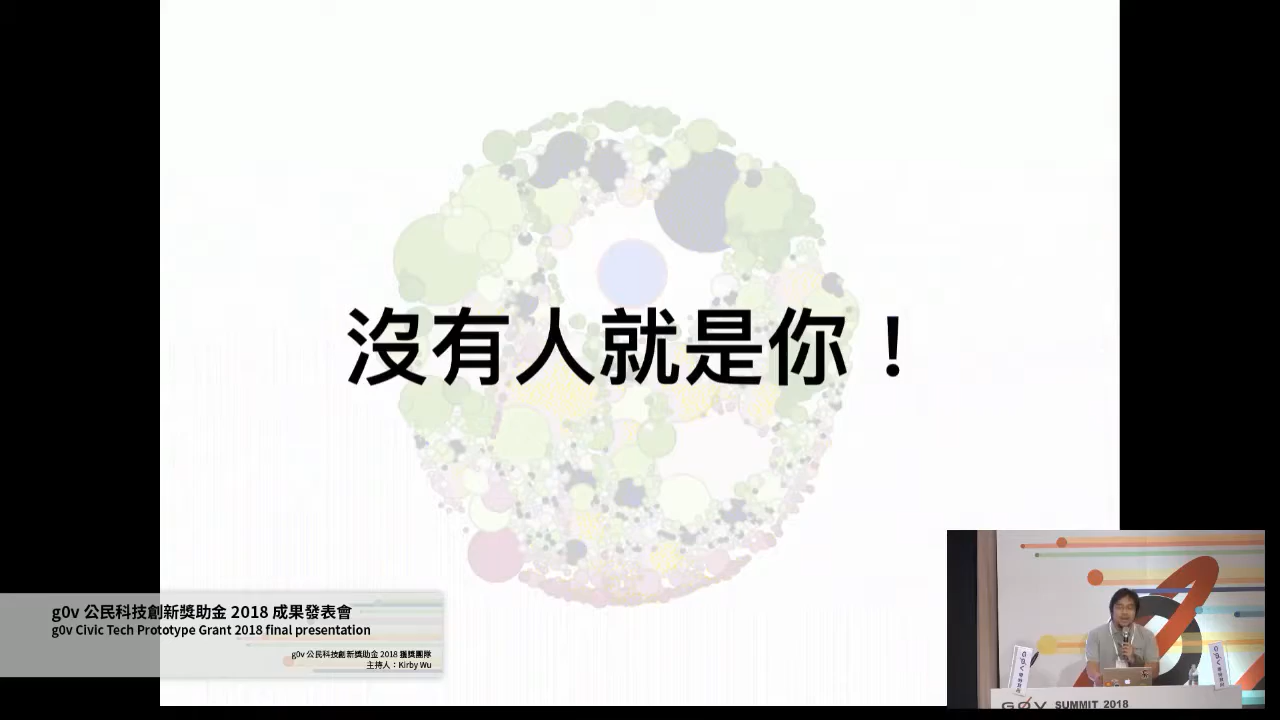 沒有人就是你！
g0v 公民科技創新獎助金 2018 成果發表會
g0v Civic Tech Prototype Grant 2018 final presentation
g0v 公民科技創新獎助金 2018 獲獎團隊
主持人：Kirby Wu
G0V SUMMIT 2018